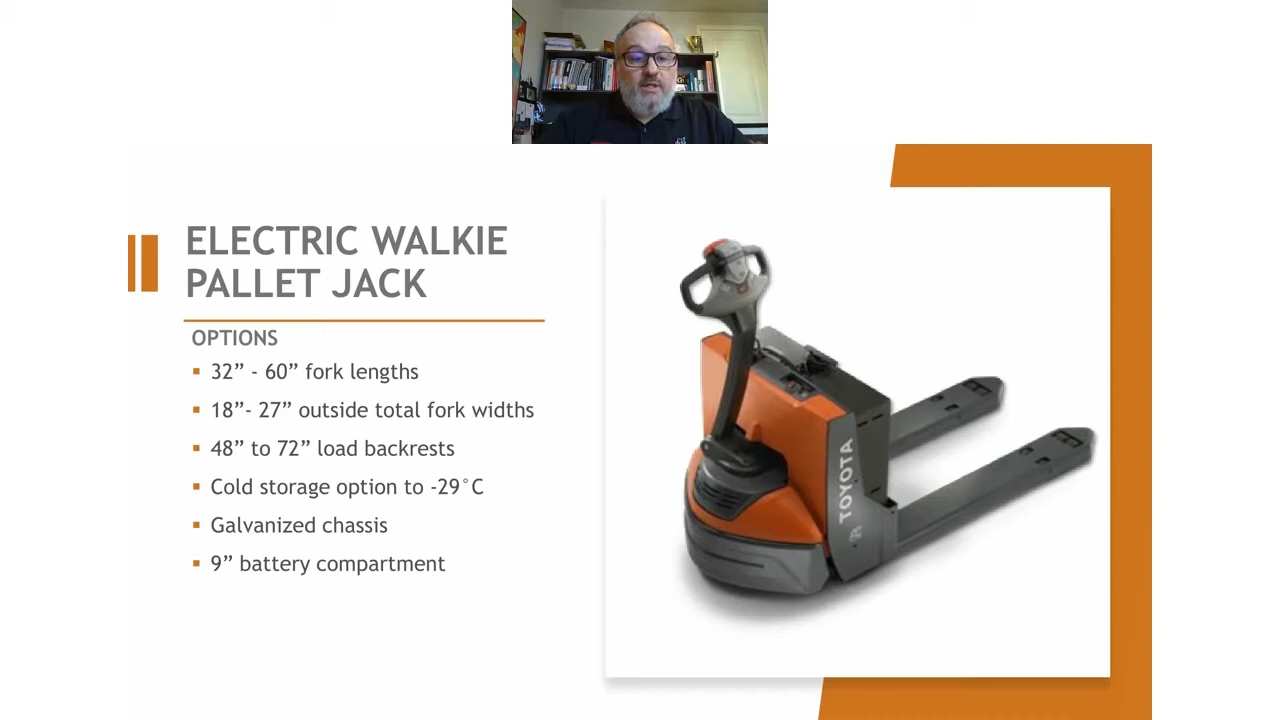 ELECTRIC WALKIE
PALLET JACK
OPTIONS
▪ 32” - 60” fork lengths
▪ 18”- 27” outside total fork widths
▪ 48” to 72” load backrests
▪ Cold storage option to -29°C
▪ Galvanized chassis
▪ 9” battery compartment
TOYOTA